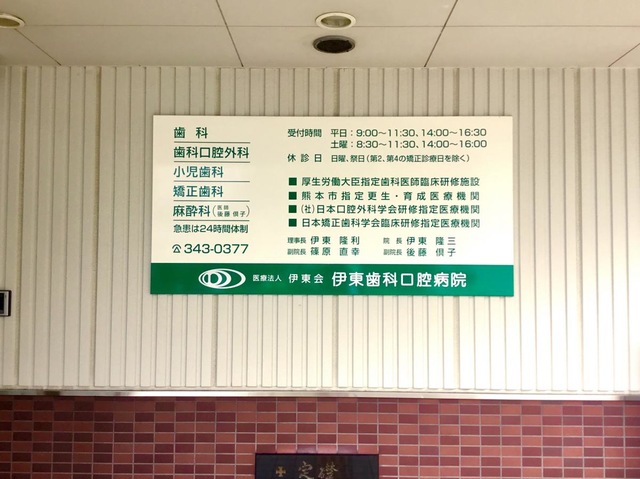 歯科
歯科口腔外科
小児歯科
矯正歯科
麻酔科(医師 後藤 倶子)
急患は24時間体制
☎343-0377
受付時間 平日：9:00〜11:30、14:00〜16:30
土曜：8:30〜11:30、14:00〜16:00
休診日 日曜、祭日(第2、第4の矯正診療日を除く)
■厚生労働大臣指定歯科医師臨床研修施設
■熊本市指定更生・育成医療機関
■(社)日本口腔外科学会研修指定医療機関
■日本矯正歯科学会臨床研修指定医療機関
理事長 伊東 隆利 院長 伊東 隆三
副院長 篠原 直幸 副院長 後藤 倶子
医療法人 伊東会 伊東歯科口腔病院
定礎